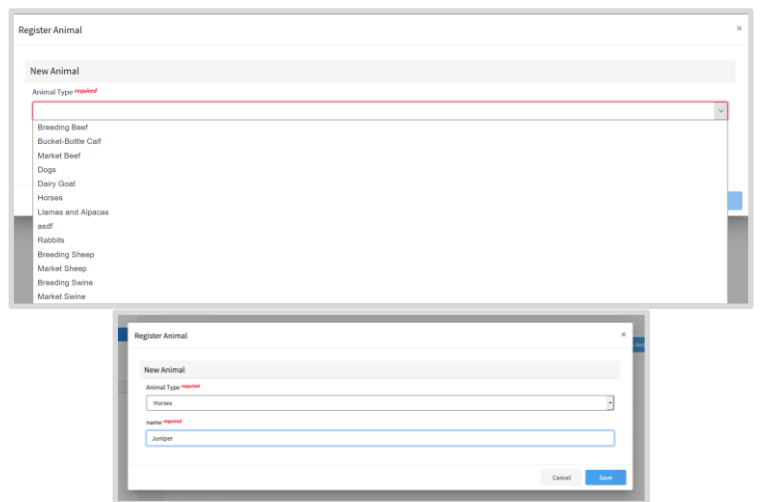 Register Animal ×
New Animal
Animal Type required
Breeding Beef
Bucket-Bottle Calf
Market Beef
Dogs
Dairy Goat
Horses
Llamas and Alpacas
asdf
Rabbits
Breeding Sheep
Market Sheep
Breeding Swine
Market Swine
Register Animal ×
New Animal
Animal Type required
Horses
name required
Juniper
Cancel Save